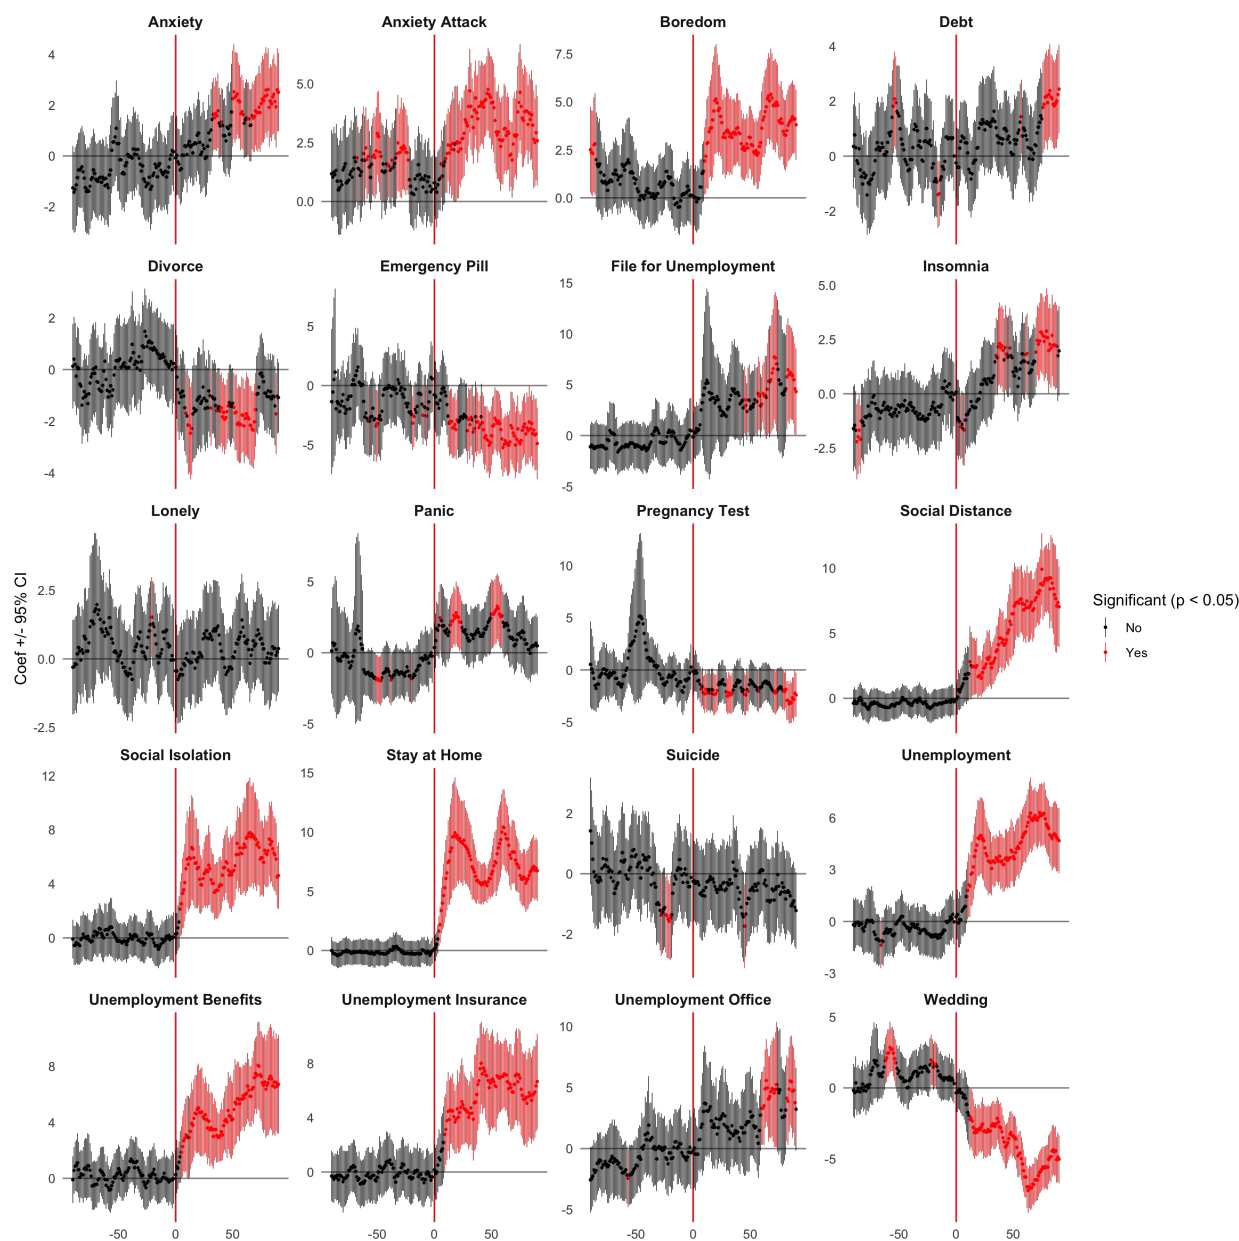 Anxiety
Anxiety Attack
Boredom
Debt
4
2
0
-2
5.0
2.5
0.0
7.5
5.0
2.5
0.0
4
2
0
-2
Divorce
Emergency Pill
File for Unemployment
Insomnia
2
0
-2
-4
5
0
-5
15
10
5
0
-5
5.0
2.5
0.0
-2.5
Lonely
Panic
Pregnancy Test
Social Distance
2.5
0.0
-2.5
5
0
-5
10
5
0
-5
10
5
0
Coef +/- 95% CI
Significant (p < 0.05)
No
Yes
Social Isolation
Stay at Home
Suicide
Unemployment
12
8
4
0
15
10
5
0
2
0
-2
6
3
0
-3
Unemployment Benefits
Unemployment Insurance
Unemployment Office
Wedding
8
4
0
8
4
0
10
5
0
-5
5
0
-5
-50 0 50
-50 0 50
-50 0 50
-50 0 50